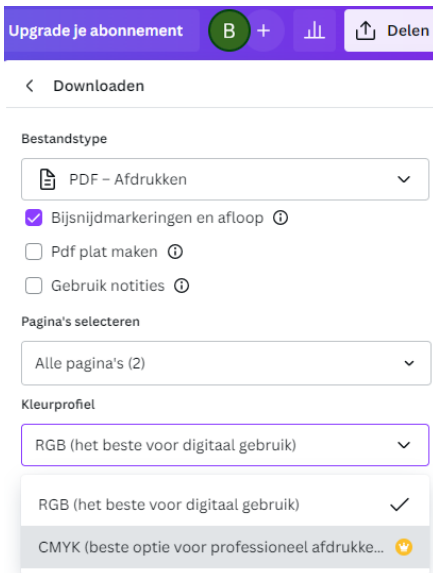 Upgrade je abonnement B + Delen
Downloaden
Bestandstype
PDF – Afdrukken
Bijsnijdmarkeringen en afloop
Pdf plat maken
Gebruik notities
Pagina's selecteren
Alle pagina's (2)
Kleurprofiel
RGB (het beste voor digitaal gebruik)
RGB (het beste voor digitaal gebruik)
CMYK (beste optie voor professioneel afdrukke...